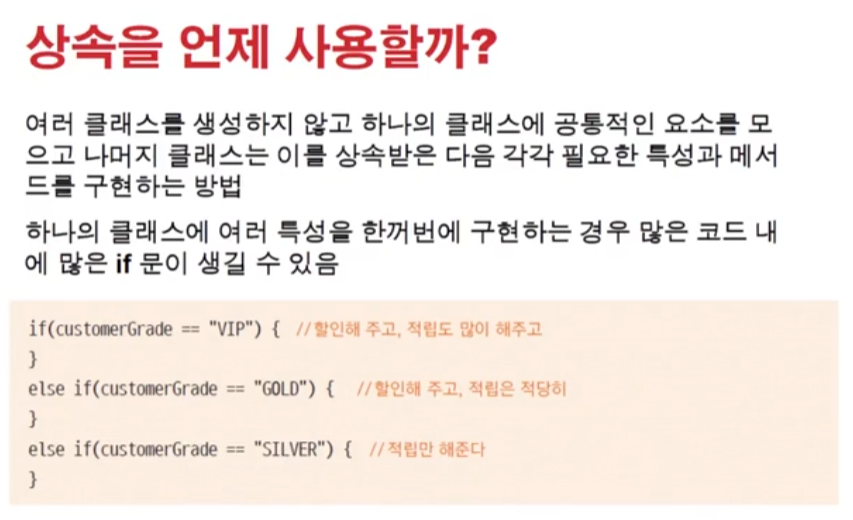 상속을 언제 사용할까?
여러 클래스를 생성하지 않고 하나의 클래스에 공통적인 요소를 모
으고 나머지 클래스는 이를 상속받은 다음 각각 필요한 특성과 메서
드를 구현하는 방법
하나의 클래스에 여러 특성을 한꺼번에 구현하는 경우 많은 코드 내
에 많은 if 문이 생길 수 있음
if(customerGrade == "VIP") { //할인해 주고, 적립도 많이 해주고
}
else if(customerGrade == "GOLD") { //할인해 주고, 적립은 적당히
}
else if(customerGrade == "SILVER") { //적립만 해준다
}